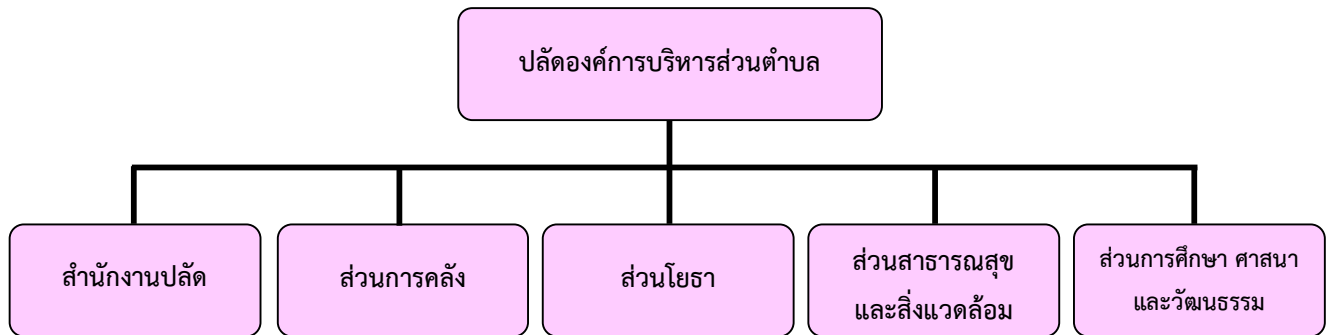 ปลัดองค์การบริหารส่วนตำบล
สำนักงานปลัด
ส่วนการคลัง
ส่วนโยธา
ส่วนสาธารณสุข
และสิ่งแวดล้อม
ส่วนการศึกษา ศาสนา
และวัฒนธรรม